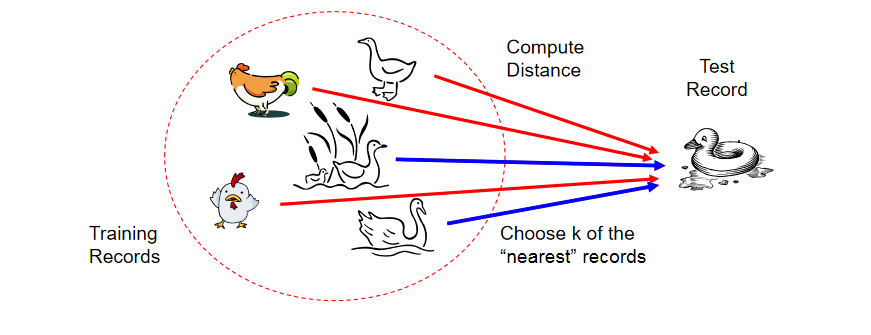 Compute
Distance
Test
Record
Training
Records
Choose k of the
“nearest” records